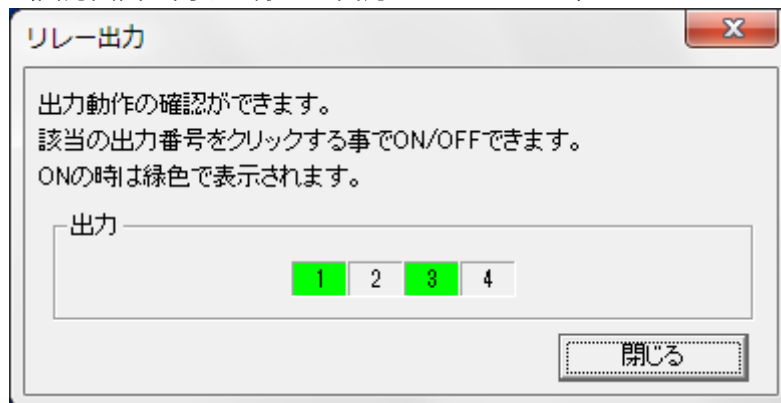 リレー出力
出力動作の確認ができます。
該当の出力番号をクリックする事でON/OFFできます。
ONの時は緑色で表示されます。
出力
1 2 3 4
閉じる